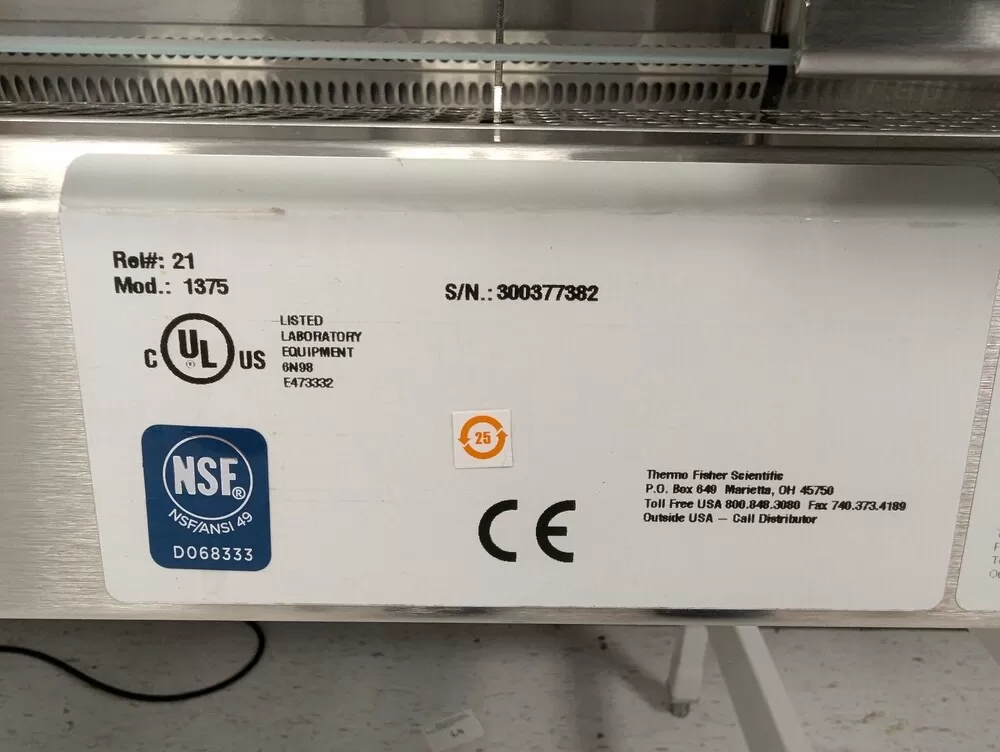 Rel#: 21
Mod.: 1375
S/N.: 300377382
C UL ® US
LISTED
LABORATORY
EQUIPMENT
6N98
E473332
NSF®
NSF/ANSI 49
D068333
25
CE
Thermo Fisher Scientific
P.O. Box 649 Marietta, OH 45750
Toll Free USA 800.848.3080 Fax 740.373.4189
Outside USA – Call Distributor